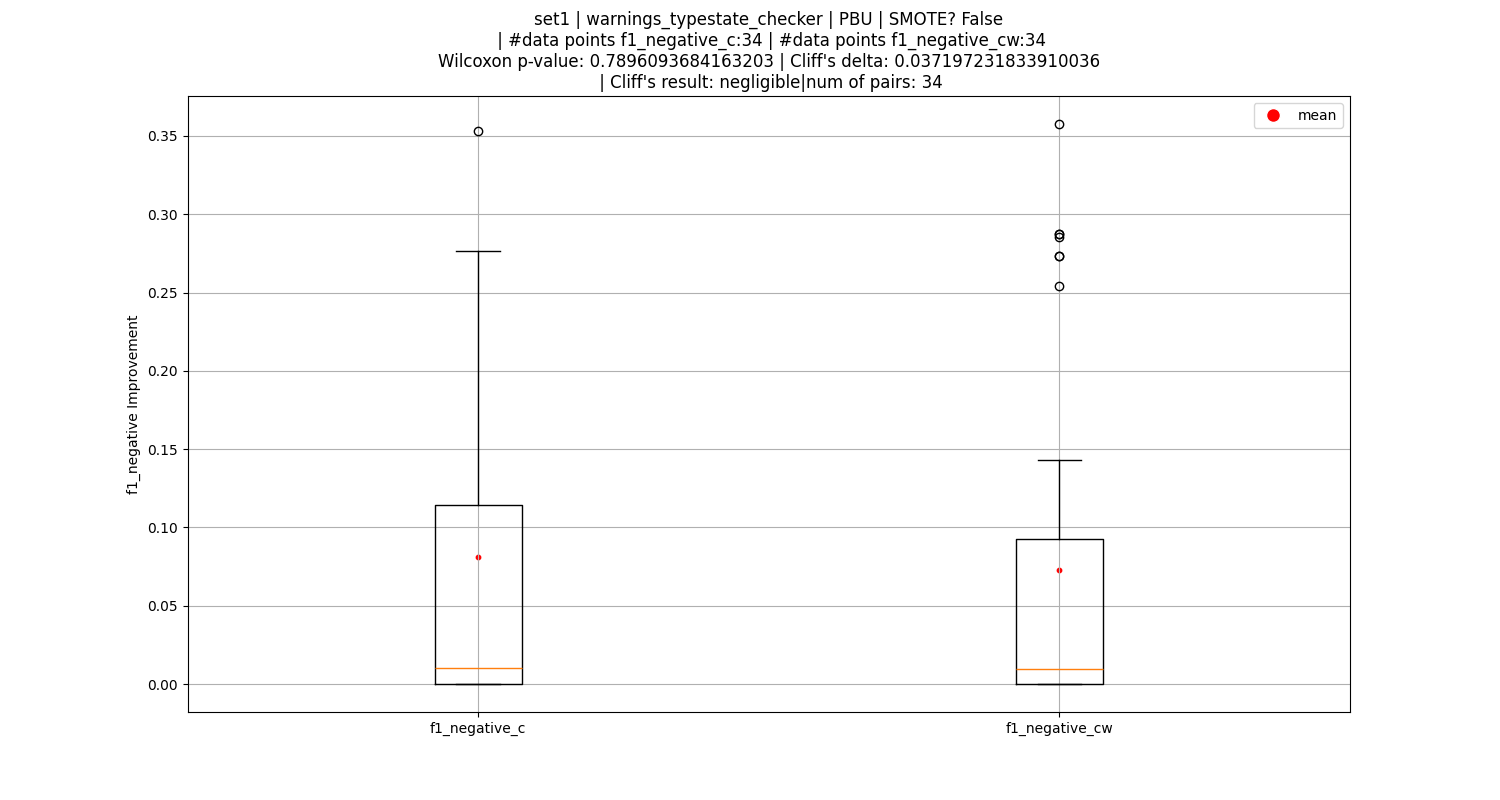 set1 | warnings_typestate_checker | PBU | SMOTE? False
| #data points f1_negative_c:34 | #data points f1_negative_cw:34
Wilcoxon p-value: 0.7896093684163203 | Cliff's delta: 0.037197231833910036
| Cliff's result: negligible|num of pairs: 34
mean
0.35
0.30
0.25
0.20
0.15
0.10
0.05
0.00
f1_negative Improvement
f1_negative_c
f1_negative_cw